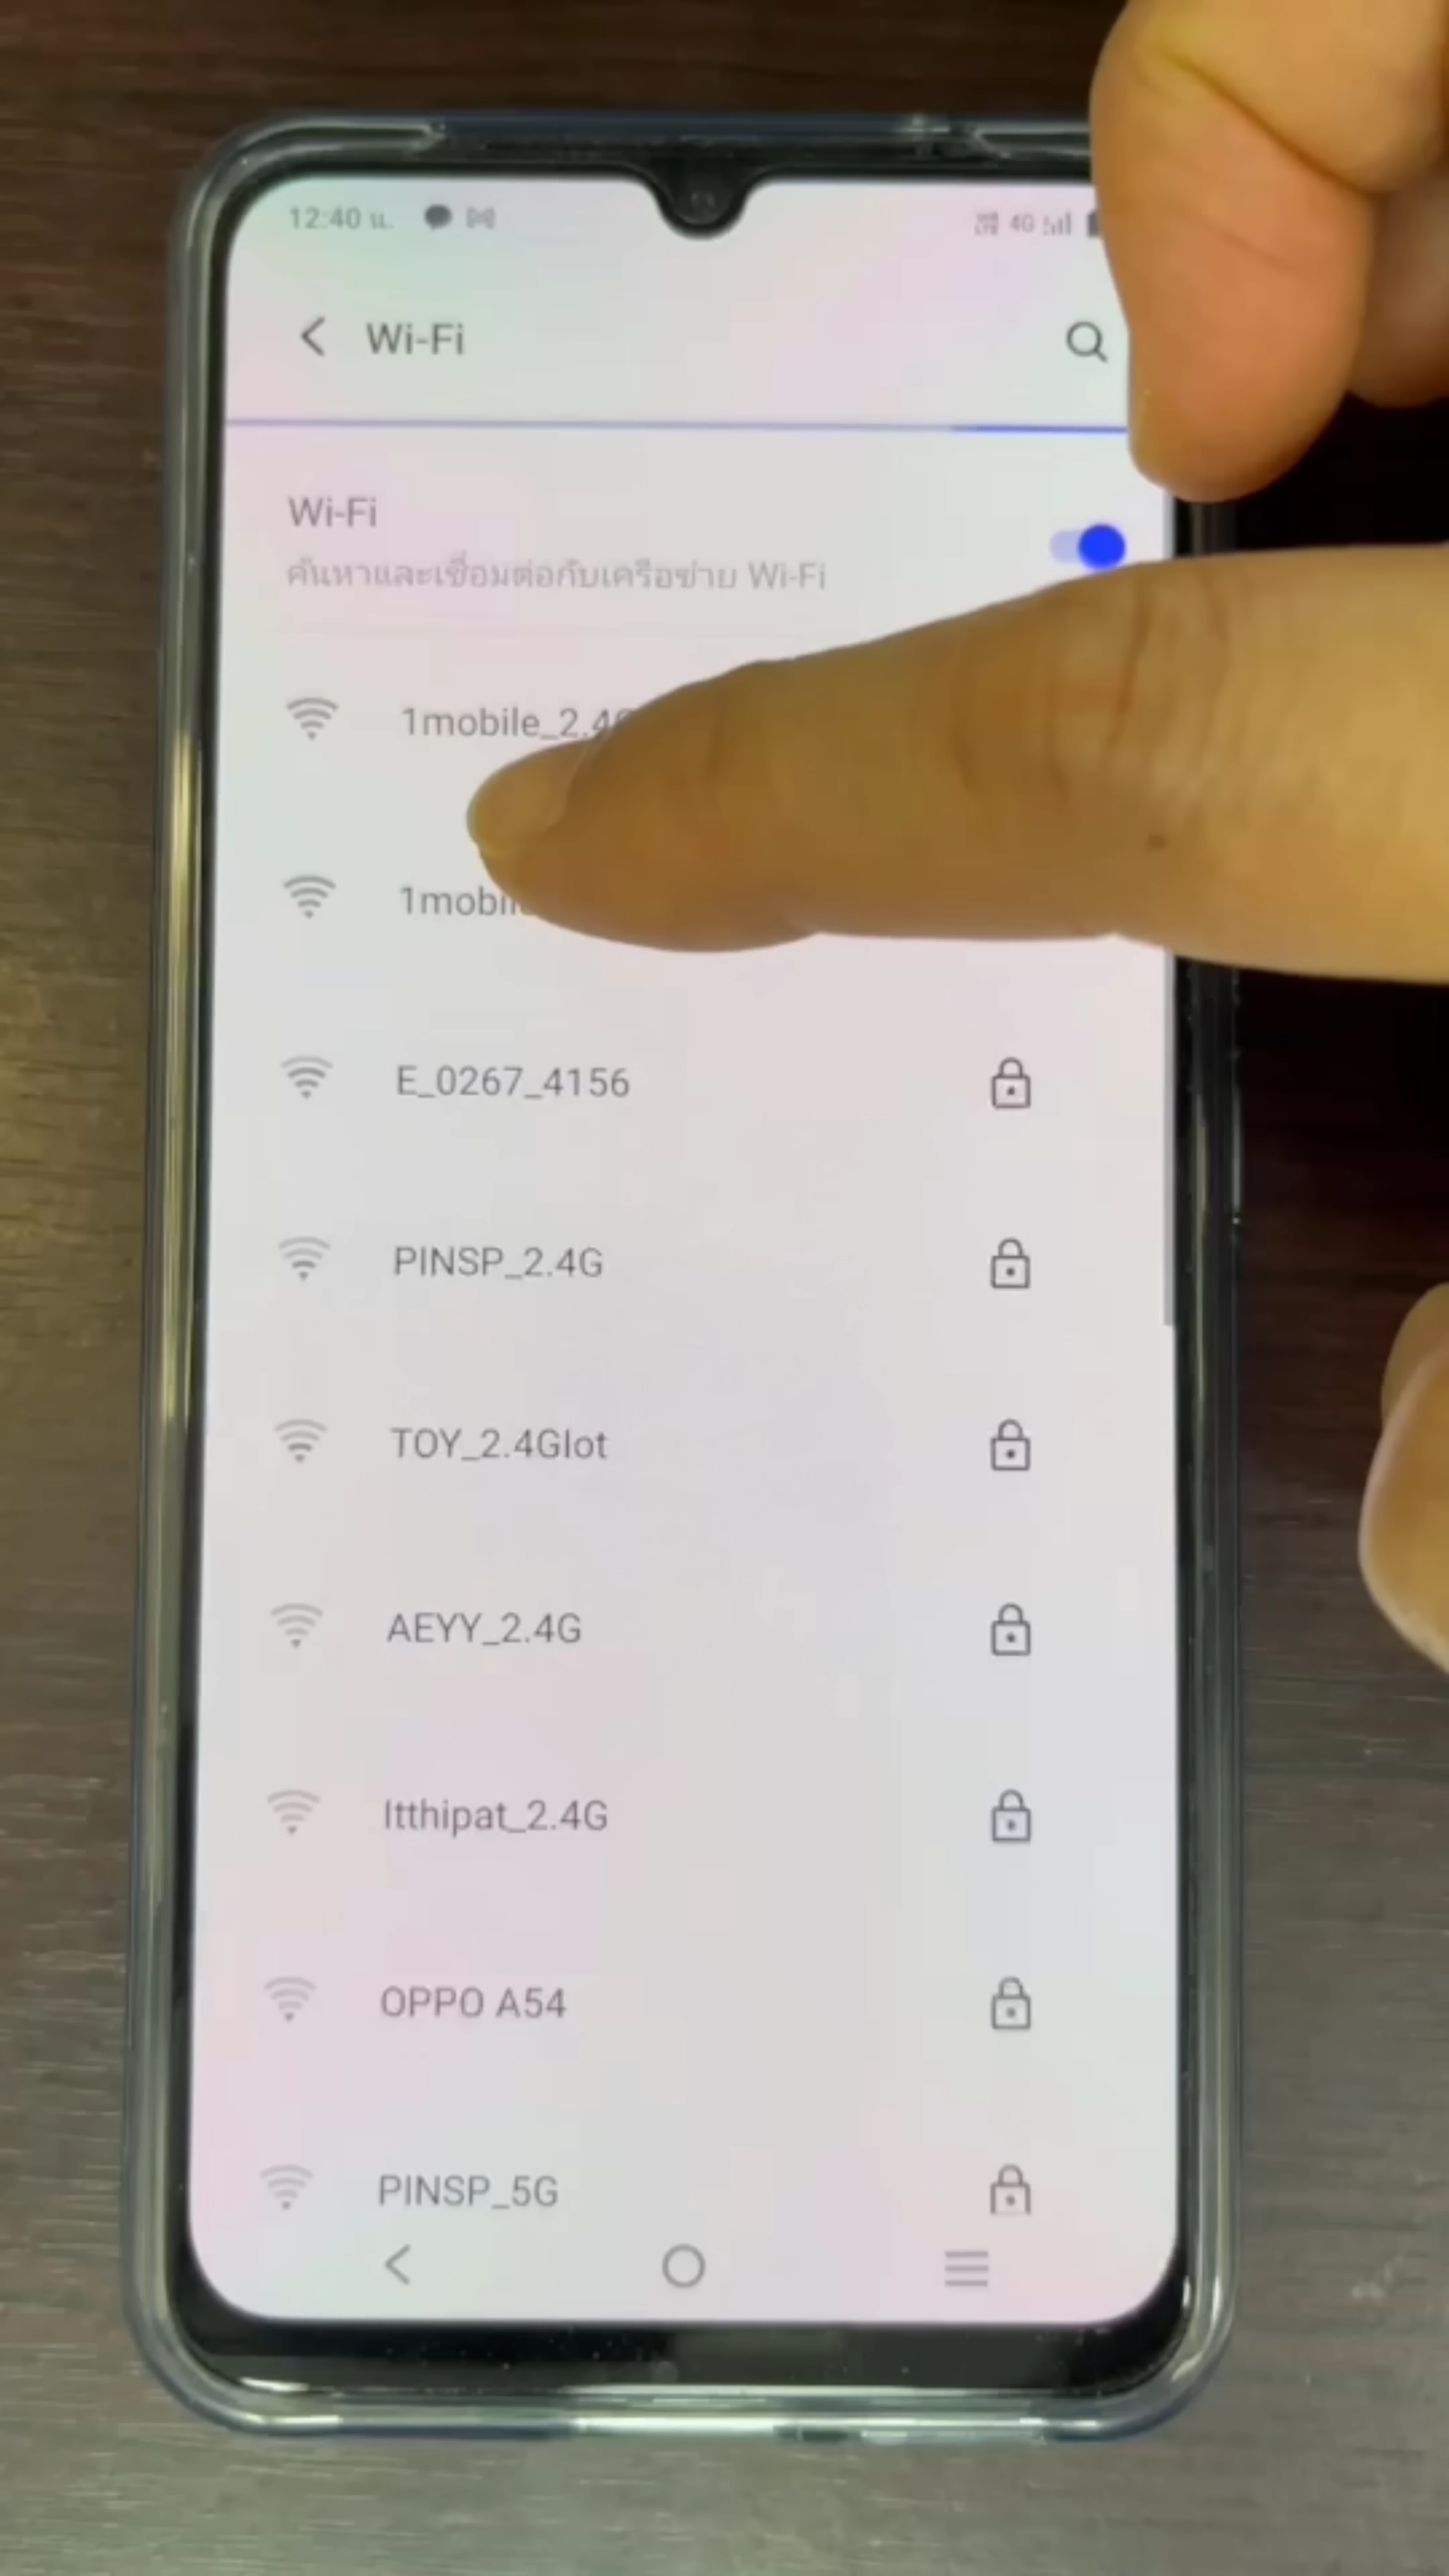 12:40 น.
4G
Wi-Fi
Wi-Fi
ค้นหาและเชื่อมต่อกับเครือข่าย Wi-Fi
1mobile_2.4
1mobil
E_0267_4156
PINSP_2.4G
TOY_2.4Glot
AEYY_2.4G
Itthipat_2.4G
OPPO A54
PINSP_5G